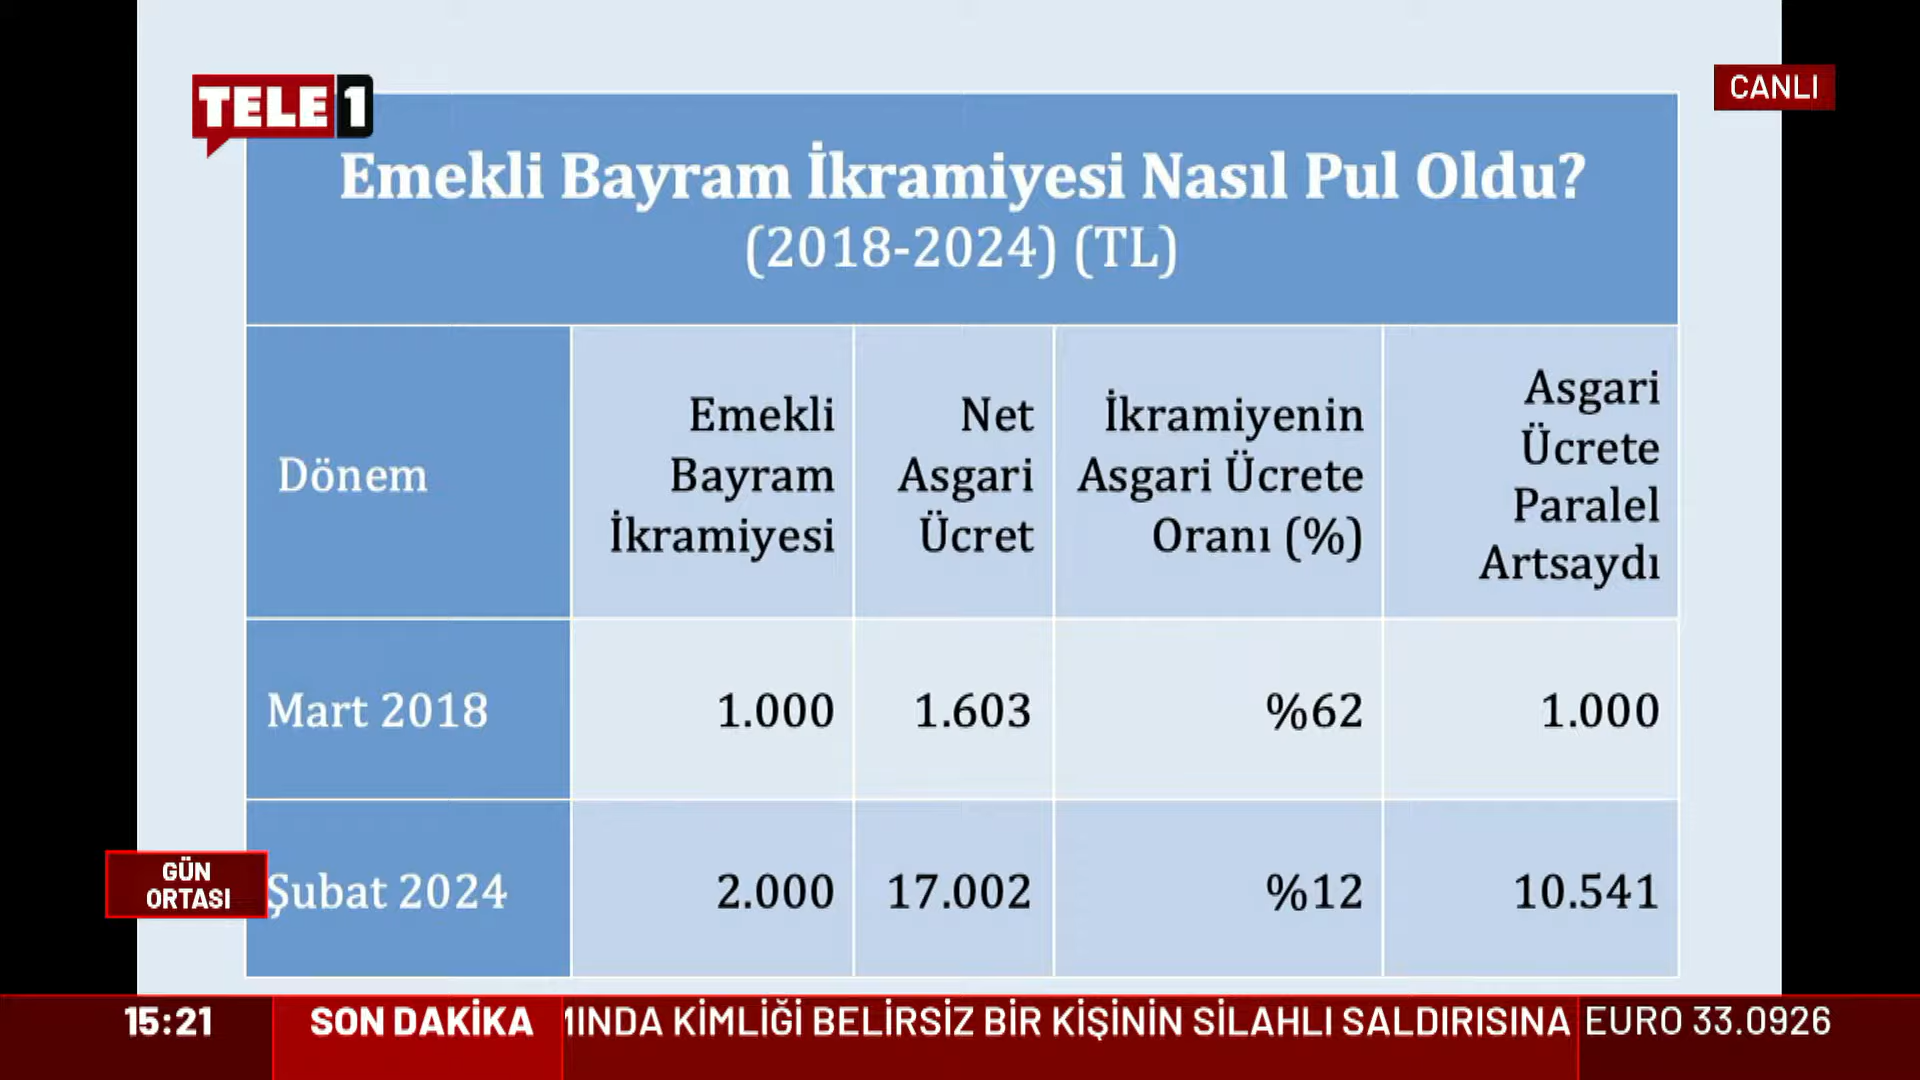 TELE1
CANLI
Emekli Bayram İkramiyesi Nasıl Pul Oldu?
(2018-2024) (TL)
Dönem
Emekli
Bayram
İkramiyesi
Net
Asgari
Ücret
İkramiyenin
Asgari Ücrete
Oranı (%)
Asgari
Ücrete
Paralel
Artsaydı
Mart 2018
1.000
1.603
%62
1.000
Şubat 2024
2.000
17.002
%12
10.541
GÜN
ORTASI
15:21
SON DAKİKA
KİMLİĞİ BELİRSİZ BİR KİŞİNİN SİLAHLI SALDIRISINA
EURO 33.0926